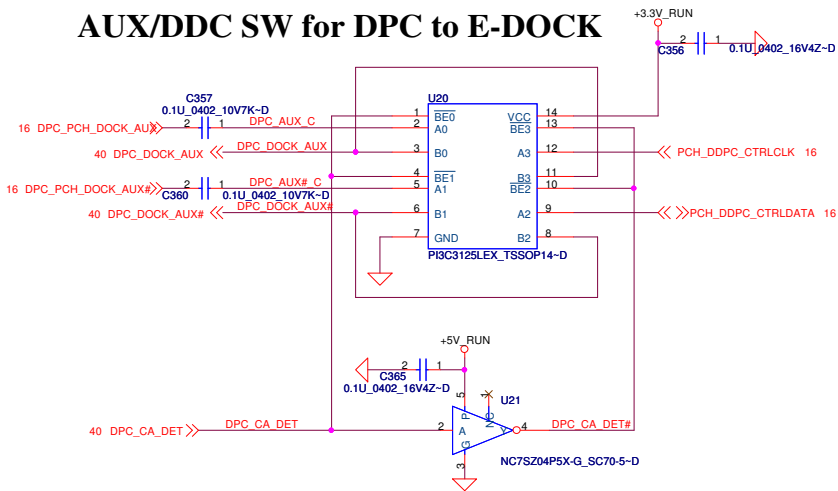 AUX/DDC SW for DPC to E-DOCK
+3.3V_RUN
2 1
C356
0.1U_0402_16V4Z~D
C357
0.1U_0402_10V7K~D
U20
16 DPC_PCH_DOCK_AUX
2 1
DPC_AUX_C
40 DPC_DOCK_AUX
DPC_DOCK_AUX
16 DPC_PCH_DOCK_AUX#
2 1
DPC_AUX#_C
C360
0.1U_0402_10V7K~D
40 DPC_DOCK_AUX#
DPC_DOCK_AUX#
1 BE0 VCC 14
2 A0 BE3 13
3 B0 A3 12
4 BE1 B3 11
5 A1 BE2 10
6 B1 A2 9
7 GND B2 8
PCH_DDPC_CTRLCLK 16
PCH_DDPC_CTRLDATA 16
PI3C3125LEX_TSSOP14~D
+5V_RUN
2 1
C365
0.1U_0402_16V4Z~D
5 1
U21
P NC
40 DPC_CA_DET
DPC_CA_DET
2 A Y 4
DPC_CA_DET#
G
3
NC7SZ04P5X-G_SC70-5~D